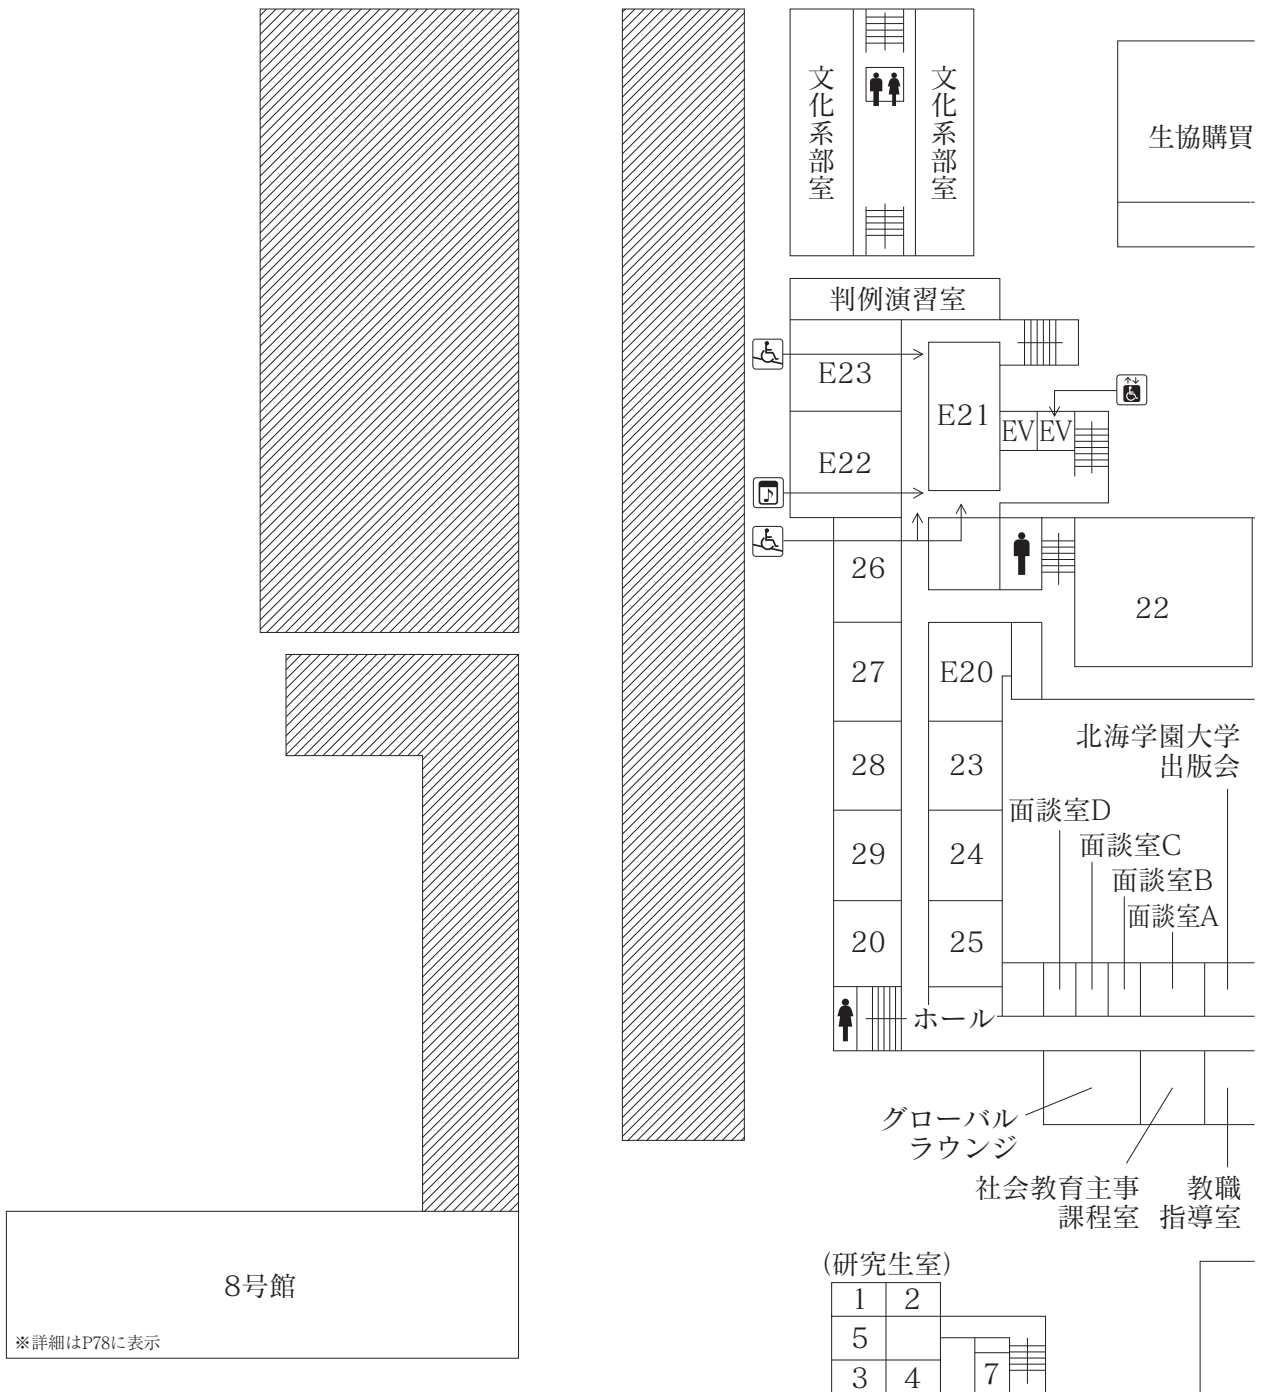 文化系部室
文化系部室
生協購買
判例演習室
E23
E21
EV
EV
E22
26
22
27
E20
北海学園大学
出版会
28
23
面談室D
面談室C
29
24
面談室B
面談室A
20
25
ホール
グローバル
ラウンジ
社会教育主事
課程室
教職
指導室
8号館
※詳細はP78に表示
(研究生室)
1
2
5
3
4
7